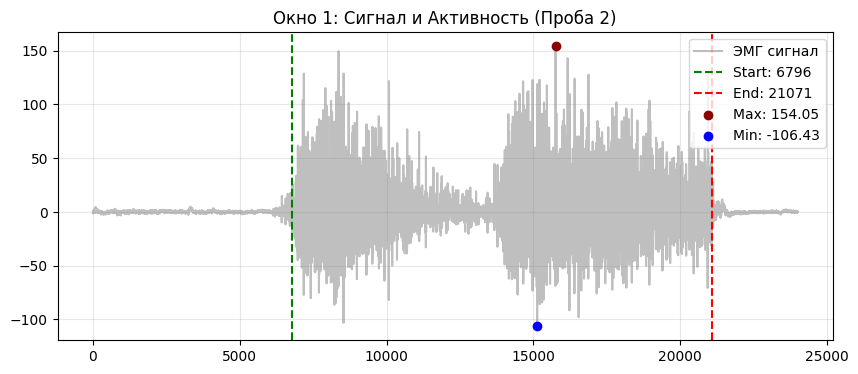 Окно 1: Сигнал и Активность (Проба 2)
ЭМГ сигнал
Start: 6796
End: 21071
Max: 154.05
Min: -106.43
150
100
50
0
−50
−100
0
5000
10000
15000
20000
25000